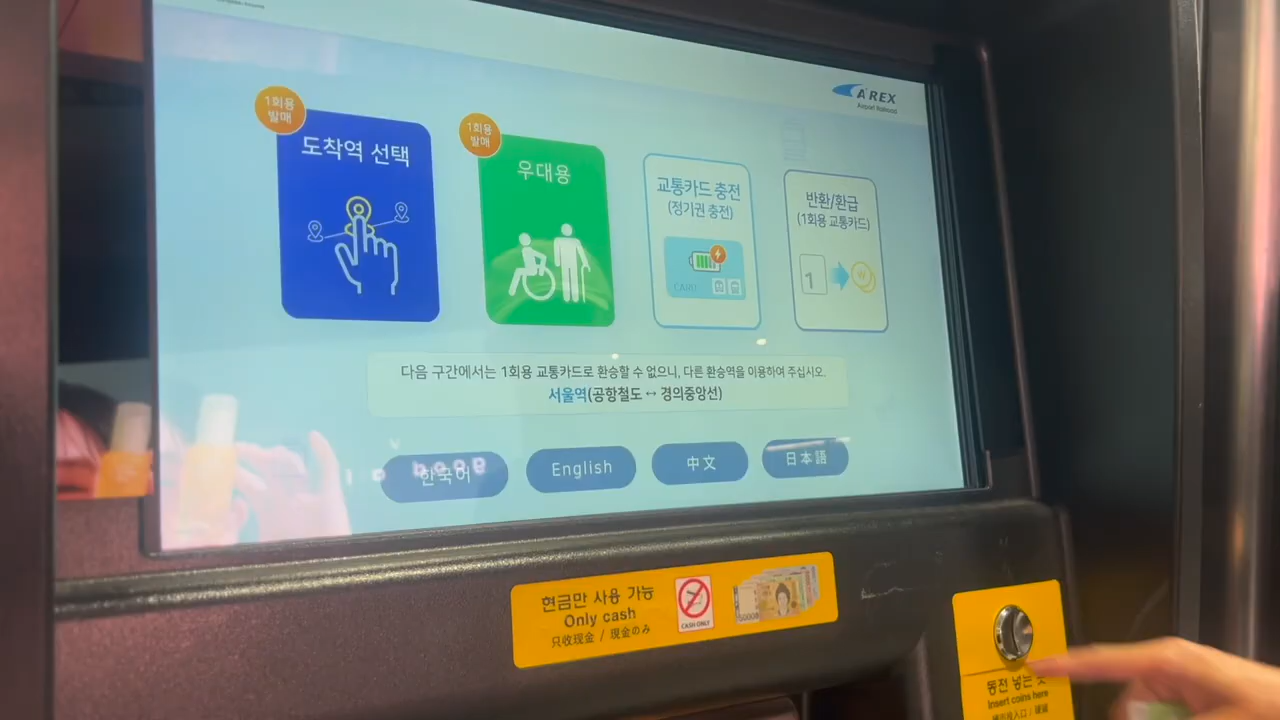 A'REX
Airport Railroad
1회용
발매
도착역 선택
1회용
발매
우대용
교통카드 충전
(정기권 충전)
CARD
반환/환급
(1회용 교통카드)
1
₩
다음 구간에서는 1회용 교통카드로 환승할 수 없으니, 다른 환승역을 이용하여 주십시오.
서울역(공항철도 ↔ 경의중앙선)
한국어
English
中文
日本語
현금만 사용 가능
Only cash
只收现金 / 現金のみ
CASH ONLY
50000
동전 넣는 곳
Insert coins here